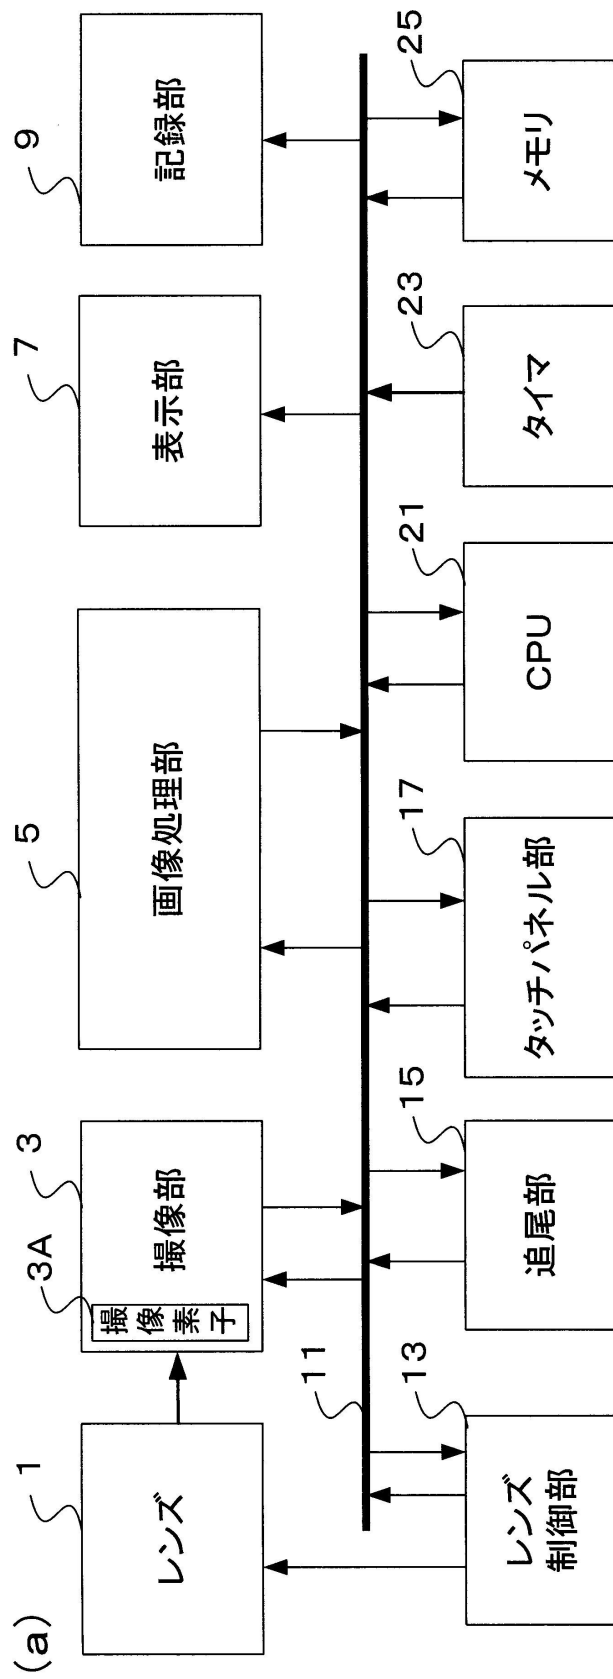 (a)
1
レンズ
3
3A
撮像素子
撮像部
5
画像処理部
7
表示部
9
記録部
11
13
レンズ
制御部
15
追尾部
17
タッチパネル部
21
CPU
23
タイマ
25
メモリ